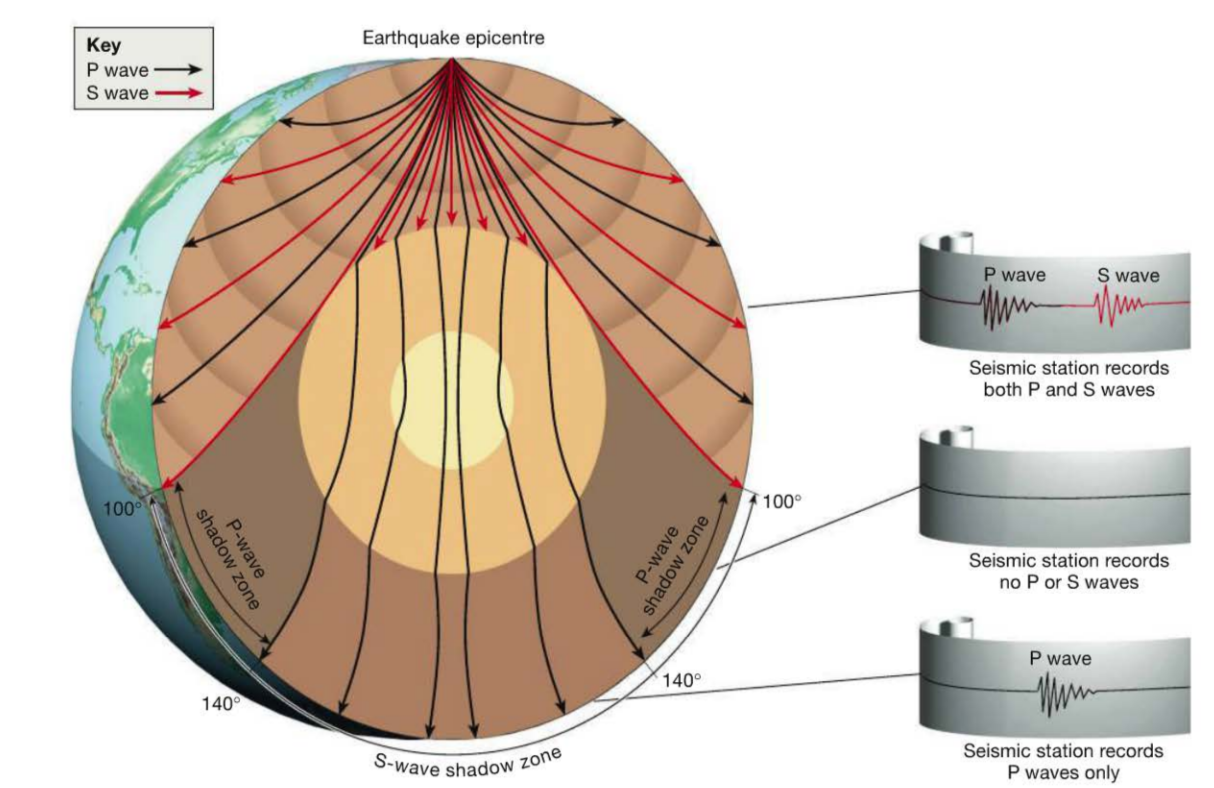 Earthquake epicentre
Key
P wave
S wave
P wave
S wave
Seismic station records
both P and S waves
100°
100°
P-wave
shadow zone
P-wave
shadow zone
Seismic station records
no P or S waves
140°
140°
P wave
S-wave shadow zone
Seismic station records
P waves only